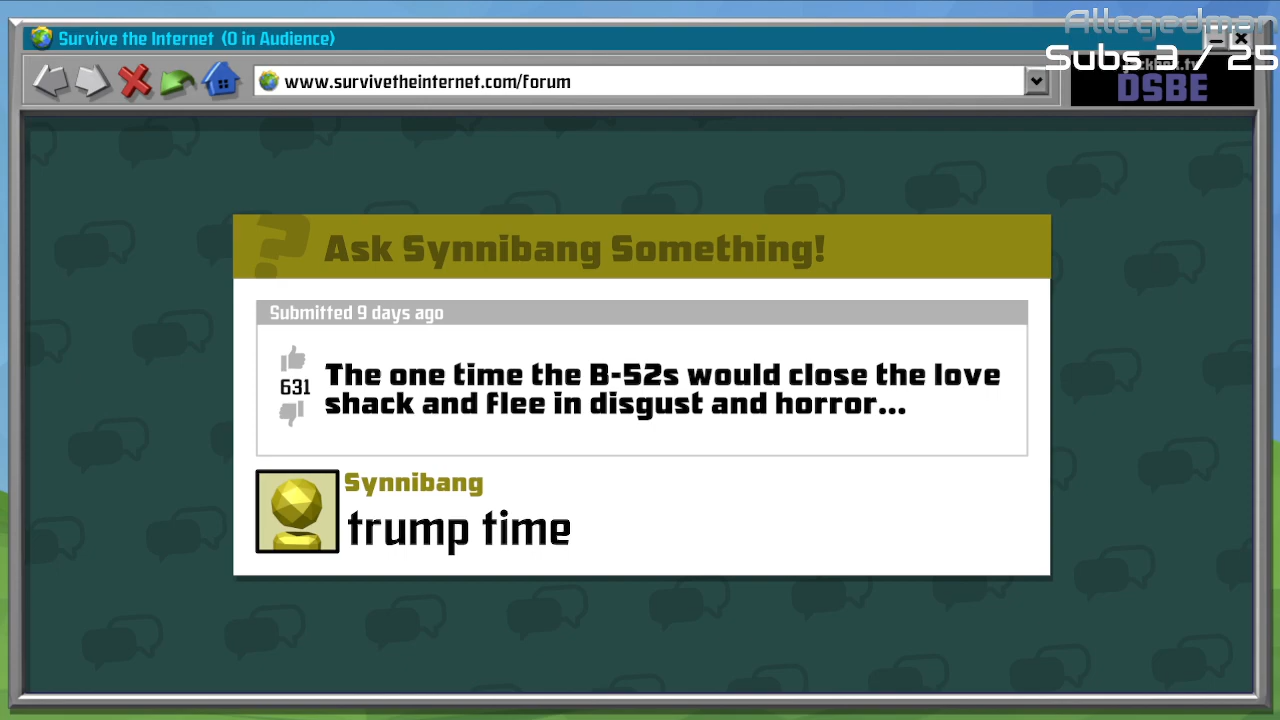 Allegedman
Survive the Internet (0 in Audience)
Subs 3 / 25
www.survivetheinternet.com/forum
jackbox.tv
DSBE
Ask Synnibang Something!
Submitted 9 days ago
631
The one time the B-52s would close the love
shack and flee in disgust and horror...
Synnibang
trump time